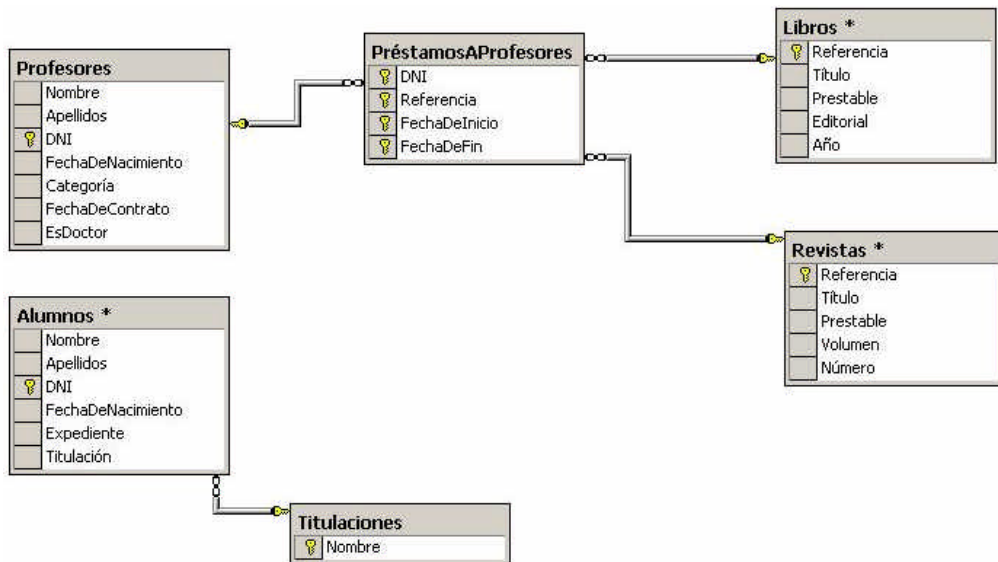 Profesores
Nombre
Apellidos
DNI
FechaDeNacimiento
Categoría
FechaDeContrato
EsDoctor
PréstamosAProfesores
DNI
Referencia
FechaDeInicio
FechaDeFin
Libros *
Referencia
Título
Prestable
Editorial
Año
Revistas *
Referencia
Título
Prestable
Volumen
Número
Alumnos *
Nombre
Apellidos
DNI
FechaDeNacimiento
Expediente
Titulación
Titulaciones
Nombre